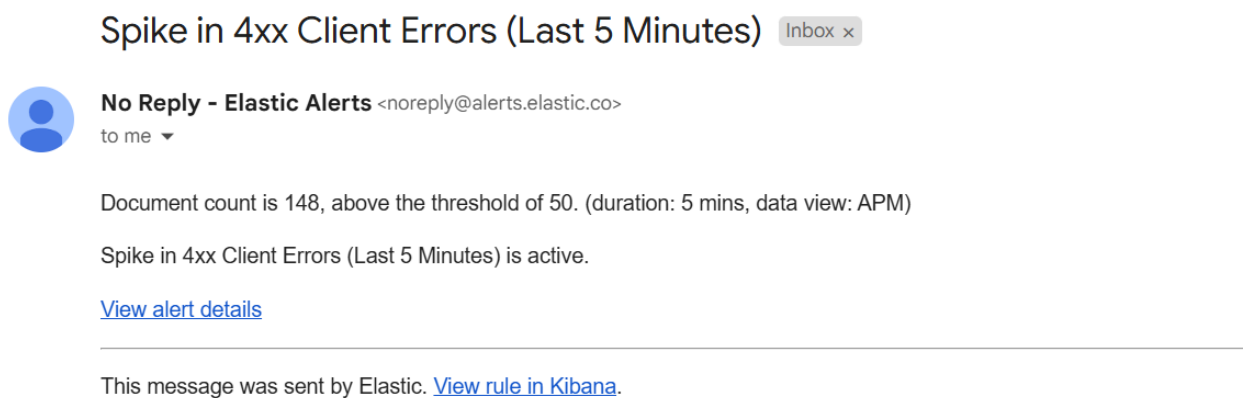 Spike in 4xx Client Errors (Last 5 Minutes) Inbox ×
No Reply - Elastic Alerts <noreply@alerts.elastic.co>
to me
Document count is 148, above the threshold of 50. (duration: 5 mins, data view: APM)
Spike in 4xx Client Errors (Last 5 Minutes) is active.
View alert details
This message was sent by Elastic. View rule in Kibana.